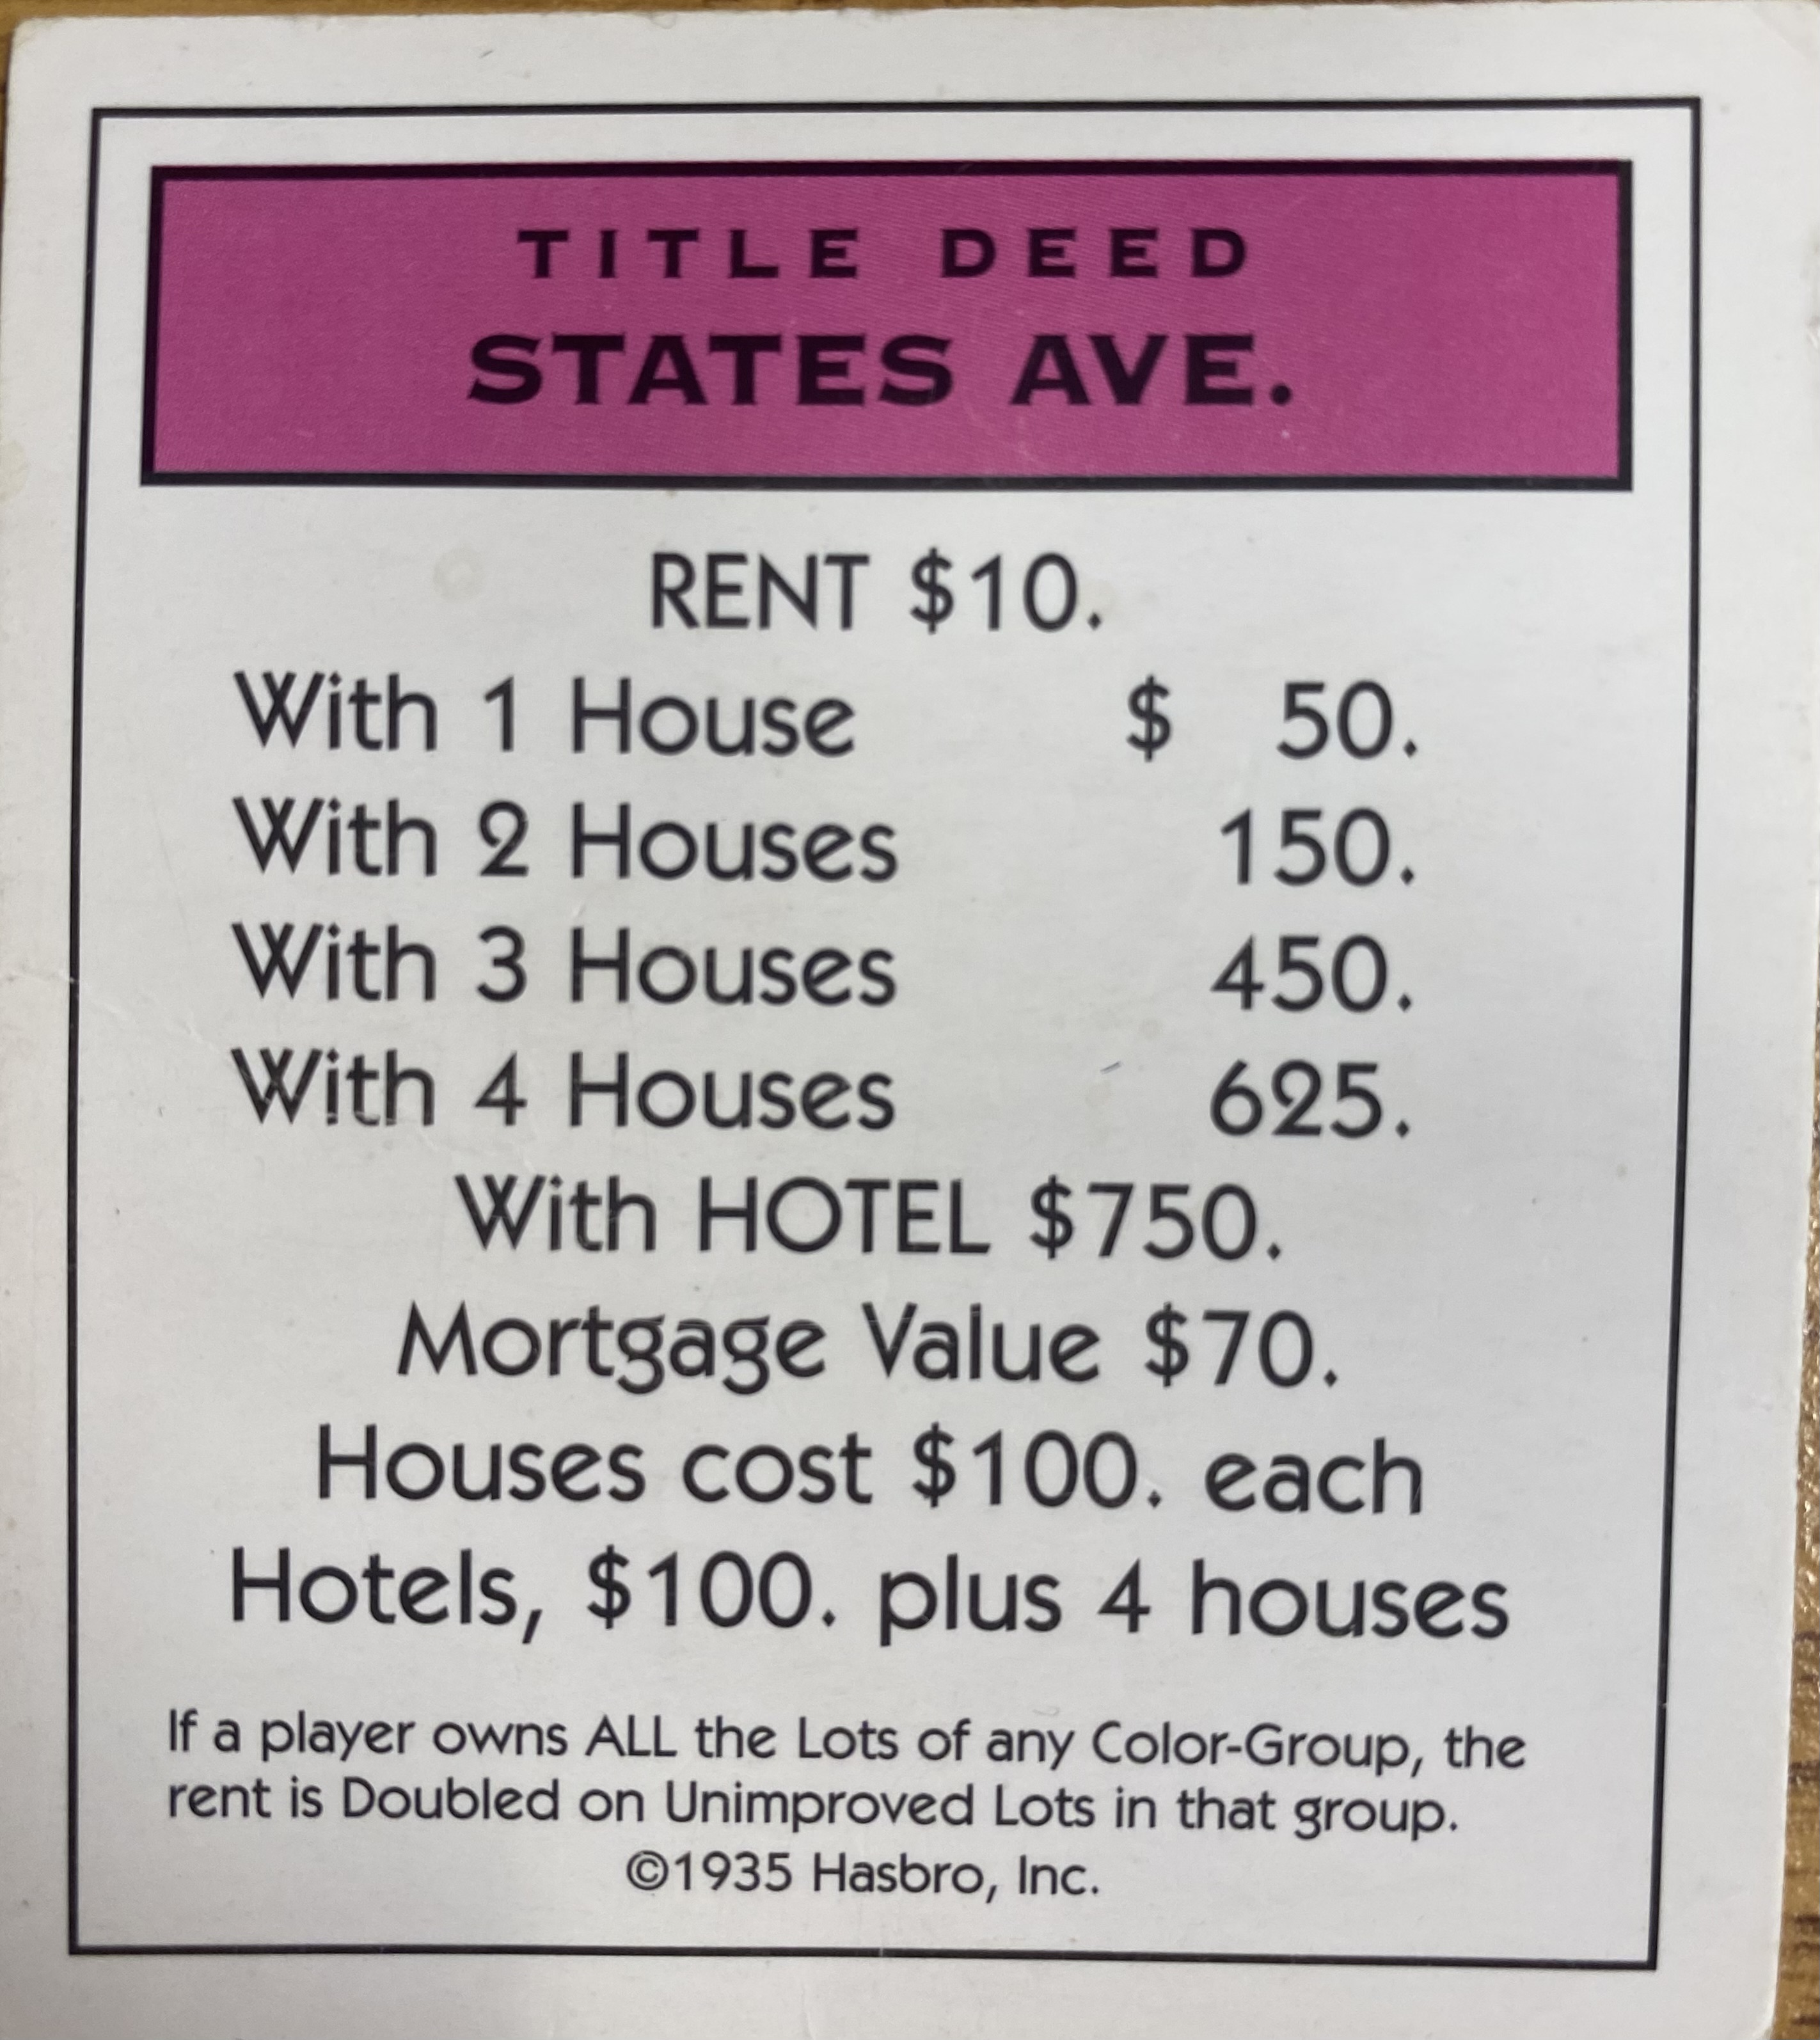 TITLE DEED
STATES AVE.
RENT $10.
With 1 House $ 50.
With 2 Houses 150.
With 3 Houses 450.
With 4 Houses 625.
With HOTEL $750.
Mortgage Value $70.
Houses cost $100. each
Hotels, $100. plus 4 houses
If a player owns ALL the Lots of any Color-Group, the
rent is Doubled on Unimproved Lots in that group.
©1935 Hasbro, Inc.